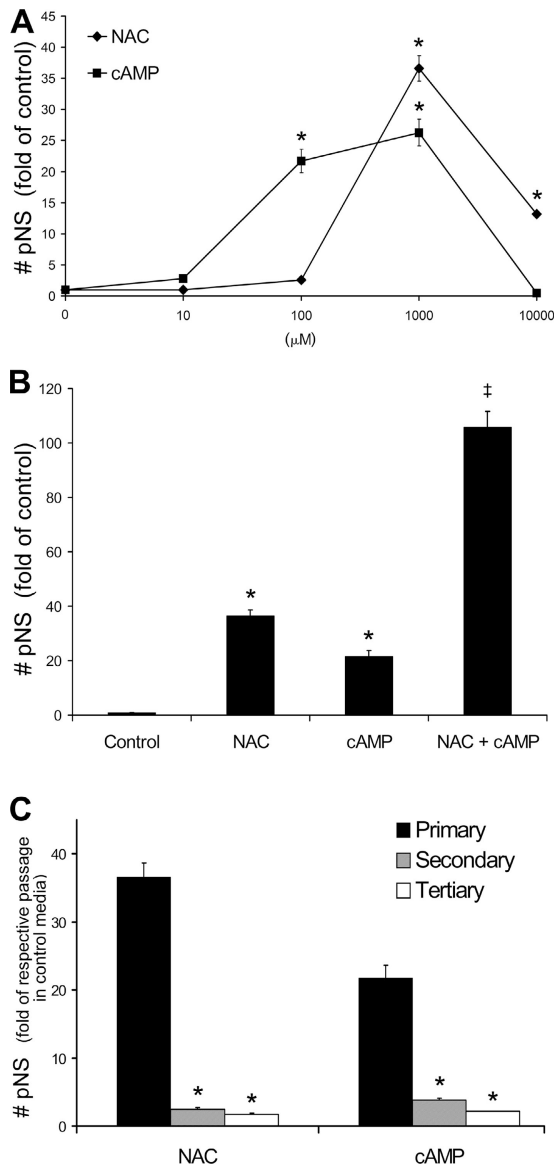 A
NAC
cAMP
# pNS (fold of control)
45
40
35
30
25
20
15
10
5
0
*
*
*
*
0 10 100 1000 10000
(μM)
B
# pNS (fold of control)
120
100
80
60
40
20
0
*
*
‡
Control NAC cAMP NAC + cAMP
C
Primary
Secondary
Tertiary
# pNS (fold of respective passage
in control media)
40
30
20
10
0
* * * *
NAC cAMP